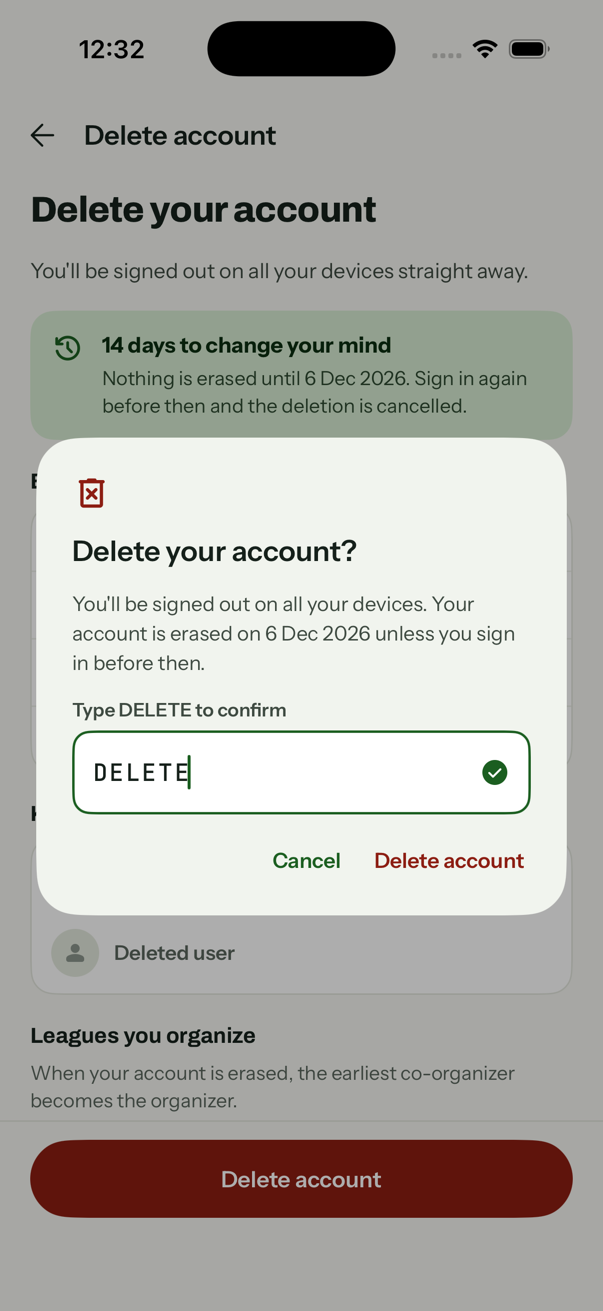 12:32
Delete account
Delete your account
You'll be signed out on all your devices straight away.
14 days to change your mind
Nothing is erased until 6 Dec 2026. Sign in again
before then and the deletion is cancelled.
Delete your account?
You'll be signed out on all your devices. Your
account is erased on 6 Dec 2026 unless you sign
in before then.
Type DELETE to confirm
DELETE
Cancel
Delete account
Deleted user
Leagues you organize
When your account is erased, the earliest co-organizer
becomes the organizer.
Delete account